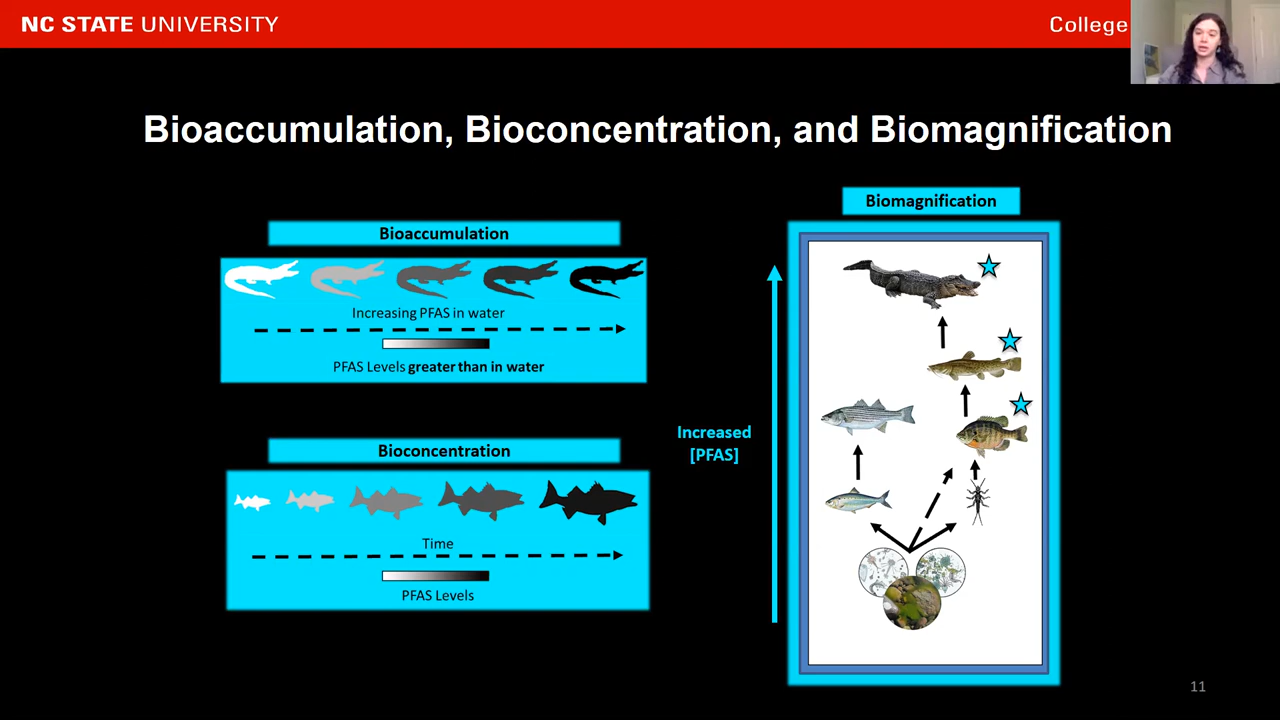 NC STATE UNIVERSITY
College
Bioaccumulation, Bioconcentration, and Biomagnification
Bioaccumulation
Increasing PFAS in water
PFAS Levels greater than in water
Bioconcentration
Time
PFAS Levels
Biomagnification
Increased
[PFAS]
11